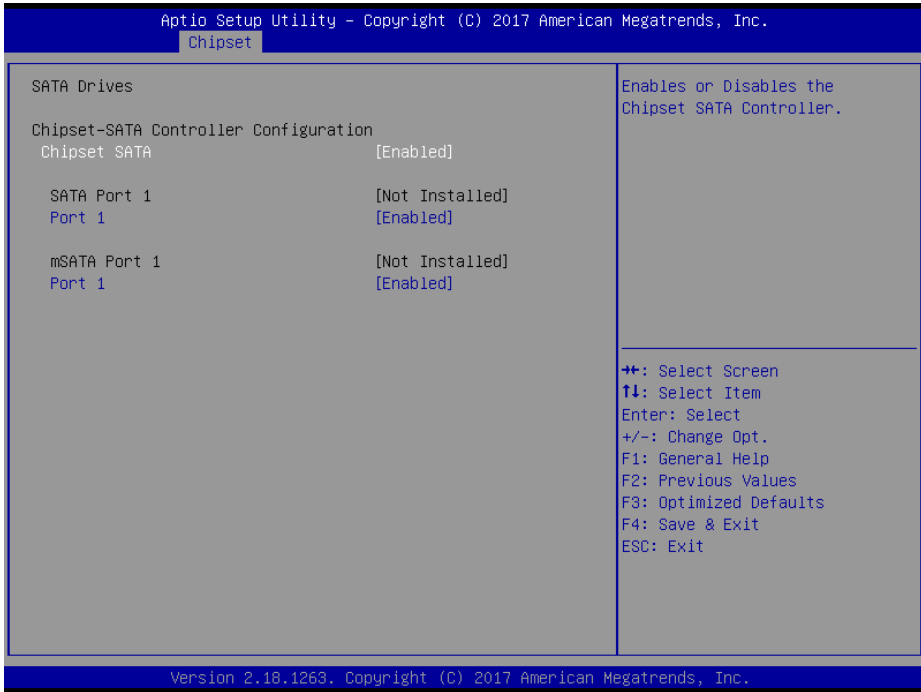 Aptio Setup Utility – Copyright (C) 2017 American Megatrends, Inc.
Chipset
SATA Drives
Chipset-SATA Controller Configuration
Chipset SATA [Enabled]
SATA Port 1 [Not Installed]
Port 1 [Enabled]
mSATA Port 1 [Not Installed]
Port 1 [Enabled]
Enables or Disables the
Chipset SATA Controller.
→←: Select Screen
↑↓: Select Item
Enter: Select
+/-: Change Opt.
F1: General Help
F2: Previous Values
F3: Optimized Defaults
F4: Save & Exit
ESC: Exit
Version 2.18.1263. Copyright (C) 2017 American Megatrends, Inc.